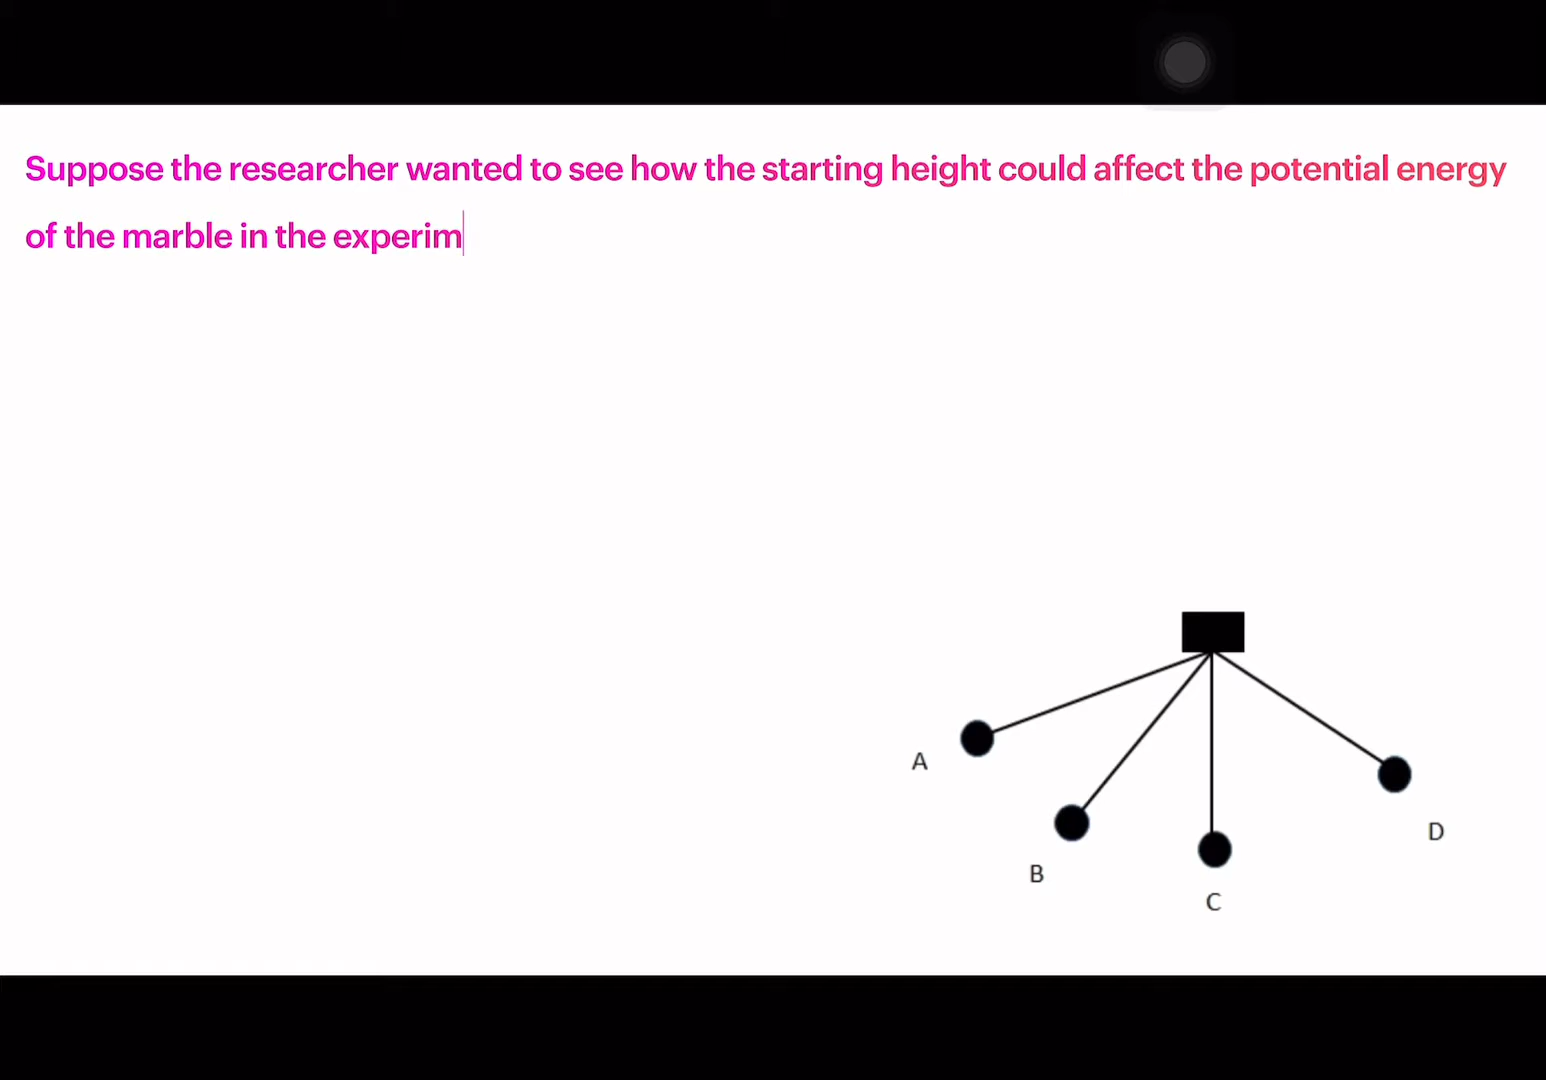 Suppose the researcher wanted to see how the starting height could affect the potential energy
of the marble in the experim
A
D
B
C